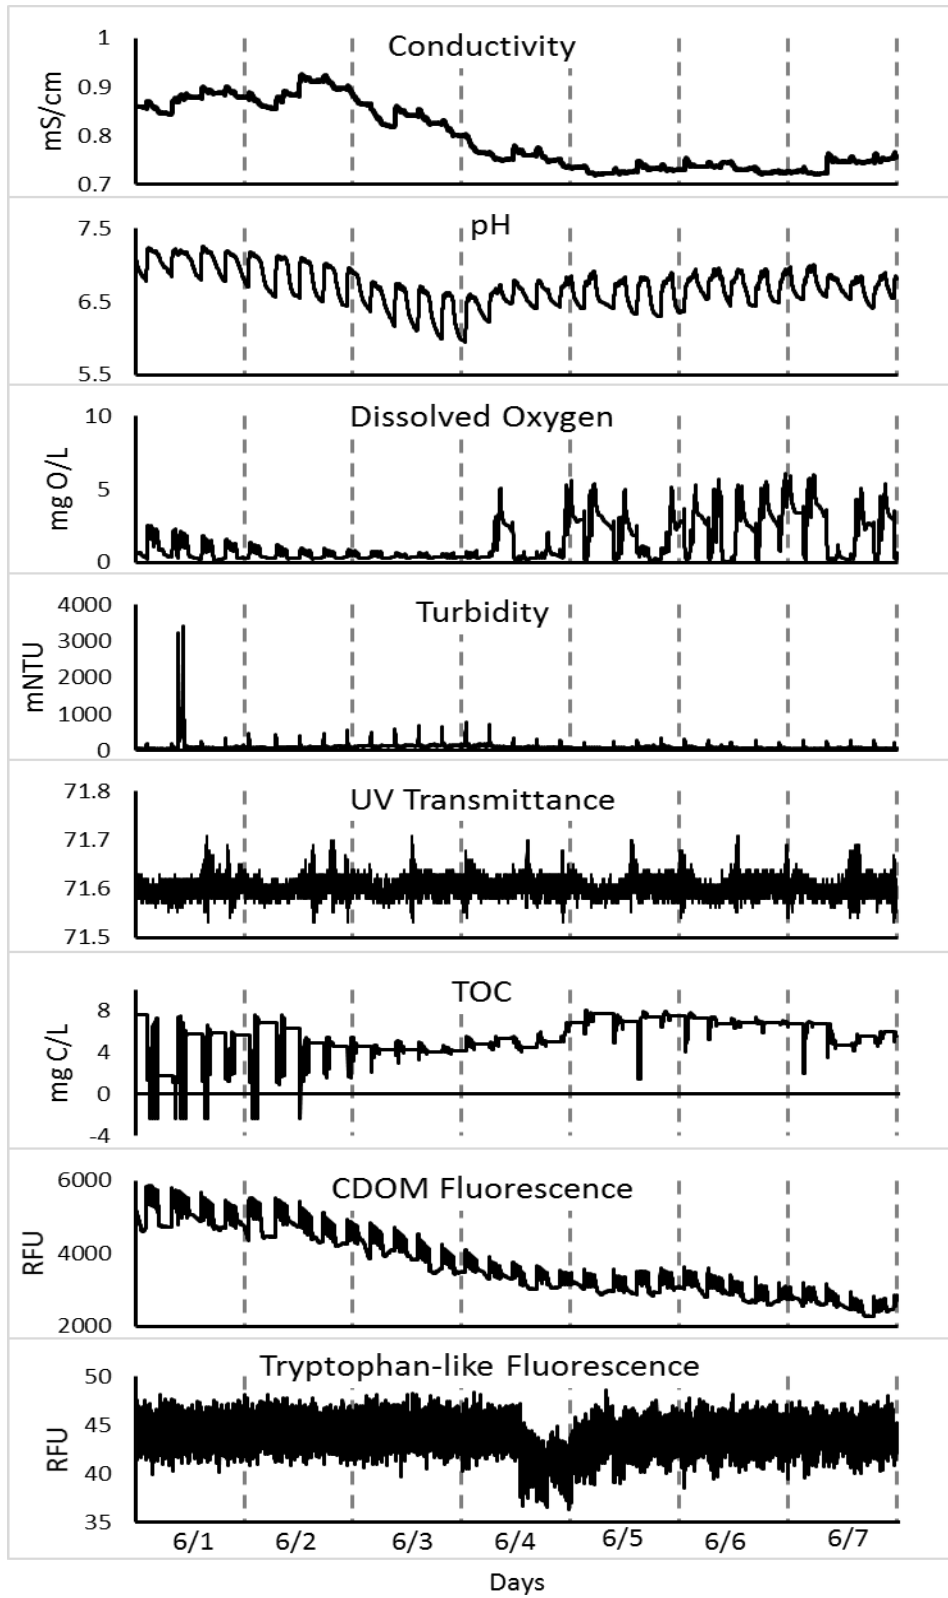 Conductivity
mS/cm
1
0.9
0.8
0.7
pH
7.5
6.5
5.5
Dissolved Oxygen
mg O/L
10
5
0
Turbidity
mNTU
4000
3000
2000
1000
0
UV Transmittance
71.8
71.7
71.6
71.5
TOC
mg C/L
8
4
0
-4
CDOM Fluorescence
RFU
6000
4000
2000
Tryptophan-like Fluorescence
RFU
50
45
40
35
6/1 6/2 6/3 6/4 6/5 6/6 6/7
Days